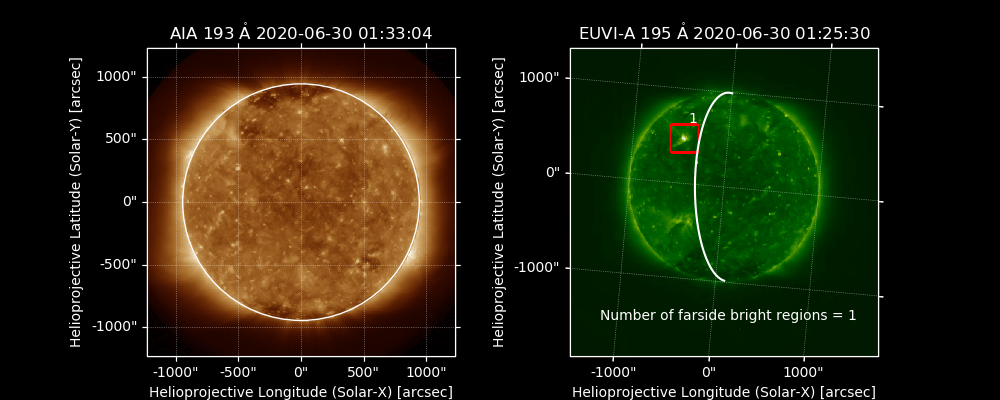 AIA 193 Å 2020-06-30 01:33:04
1000"
500"
0"
-500"
-1000"
-1000"
-500"
0"
500"
1000"
Helioprojective Longitude (Solar-X) [arcsec]
Helioprojective Latitude (Solar-Y) [arcsec]
EUVI-A 195 Å 2020-06-30 01:25:30
1000"
0"
-1000"
1
Number of farside bright regions = 1
-1000"
0"
1000"
Helioprojective Longitude (Solar-X) [arcsec]
Helioprojective Latitude (Solar-Y) [arcsec]